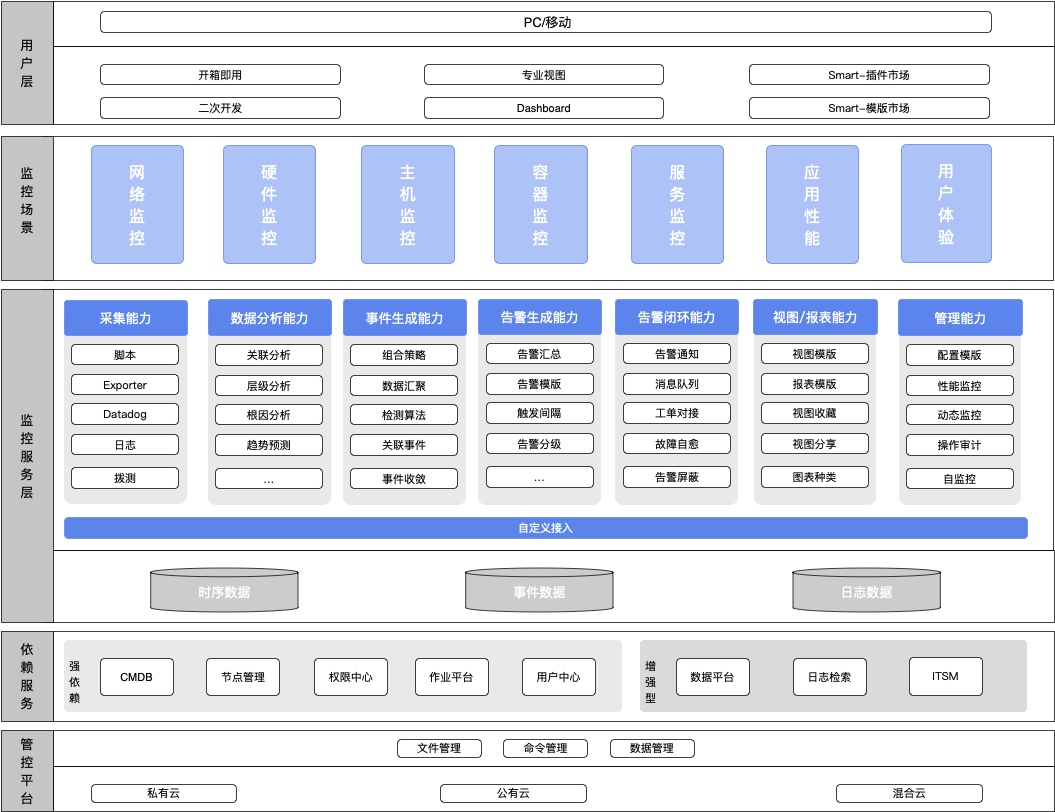 用户层
PC/移动
开箱即用
专业视图
Smart-插件市场
二次开发
Dashboard
Smart-模版市场
监控场景
网络监控
硬件监控
主机监控
容器监控
服务监控
应用性能
用户体验
监控服务层
采集能力
脚本
Exporter
Datadog
日志
拨测
数据分析能力
关联分析
层级分析
根因分析
趋势预测
...
事件生成能力
组合策略
数据汇聚
检测算法
关联事件
事件收敛
告警生成能力
告警汇总
告警模版
触发间隔
告警分级
...
告警闭环能力
告警通知
消息队列
工单对接
故障自愈
告警屏蔽
视图/报表能力
视图模版
报表模版
视图收藏
视图分享
图表种类
管理能力
配置模版
性能监控
动态监控
操作审计
自监控
自定义接入
时序数据
事件数据
日志数据
依赖服务
强依赖
CMDB
节点管理
权限中心
作业平台
用户中心
增强型
数据平台
日志检索
ITSM
管控平台
文件管理
命令管理
数据管理
私有云
公有云
混合云